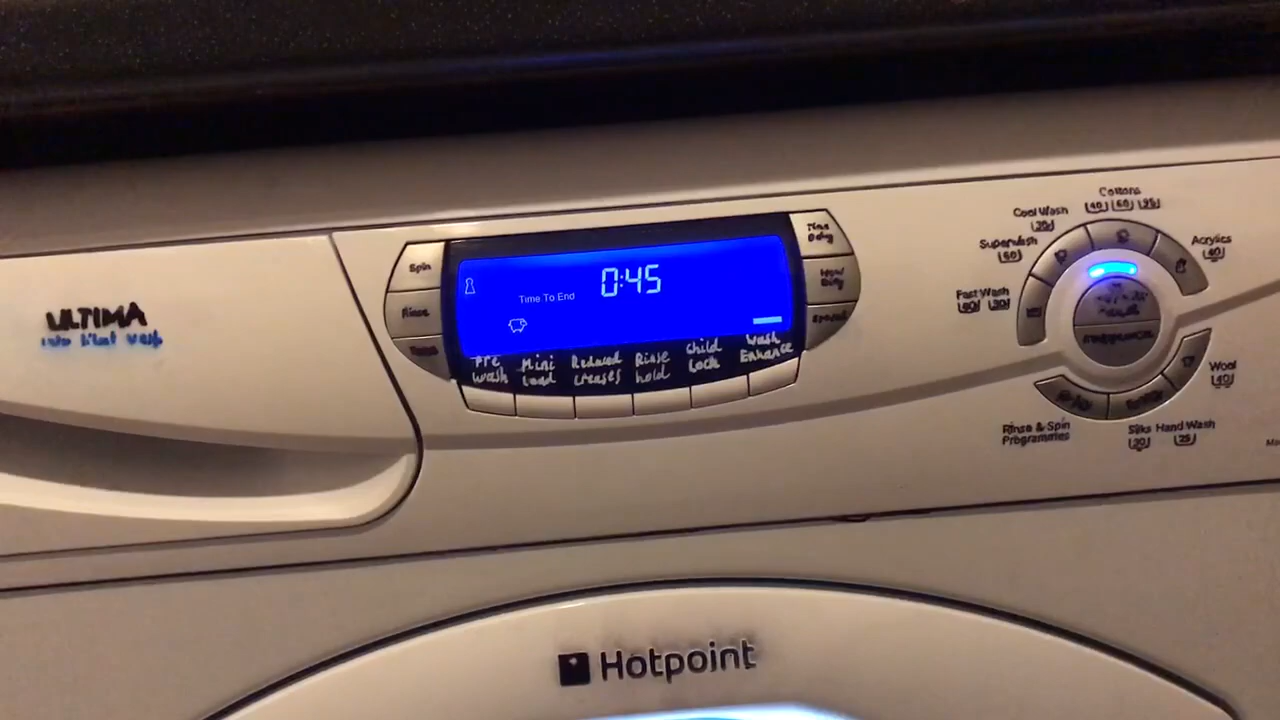 Cottons
40 60 95
Cool Wash
30
Superwash
60
Acrylics
40
Fast Wash
60 30
Spin
Rinse
Time To End
0:45
Time
Delay
ULTIMA
Pre
Wash
Mini
Load
Reduced
creases
Rinse
hold
Child
Lock
Wash
Enhance
Wool
40
Rinse & Spin
Programmes
Silks
30
Hand Wash
25
Hotpoint